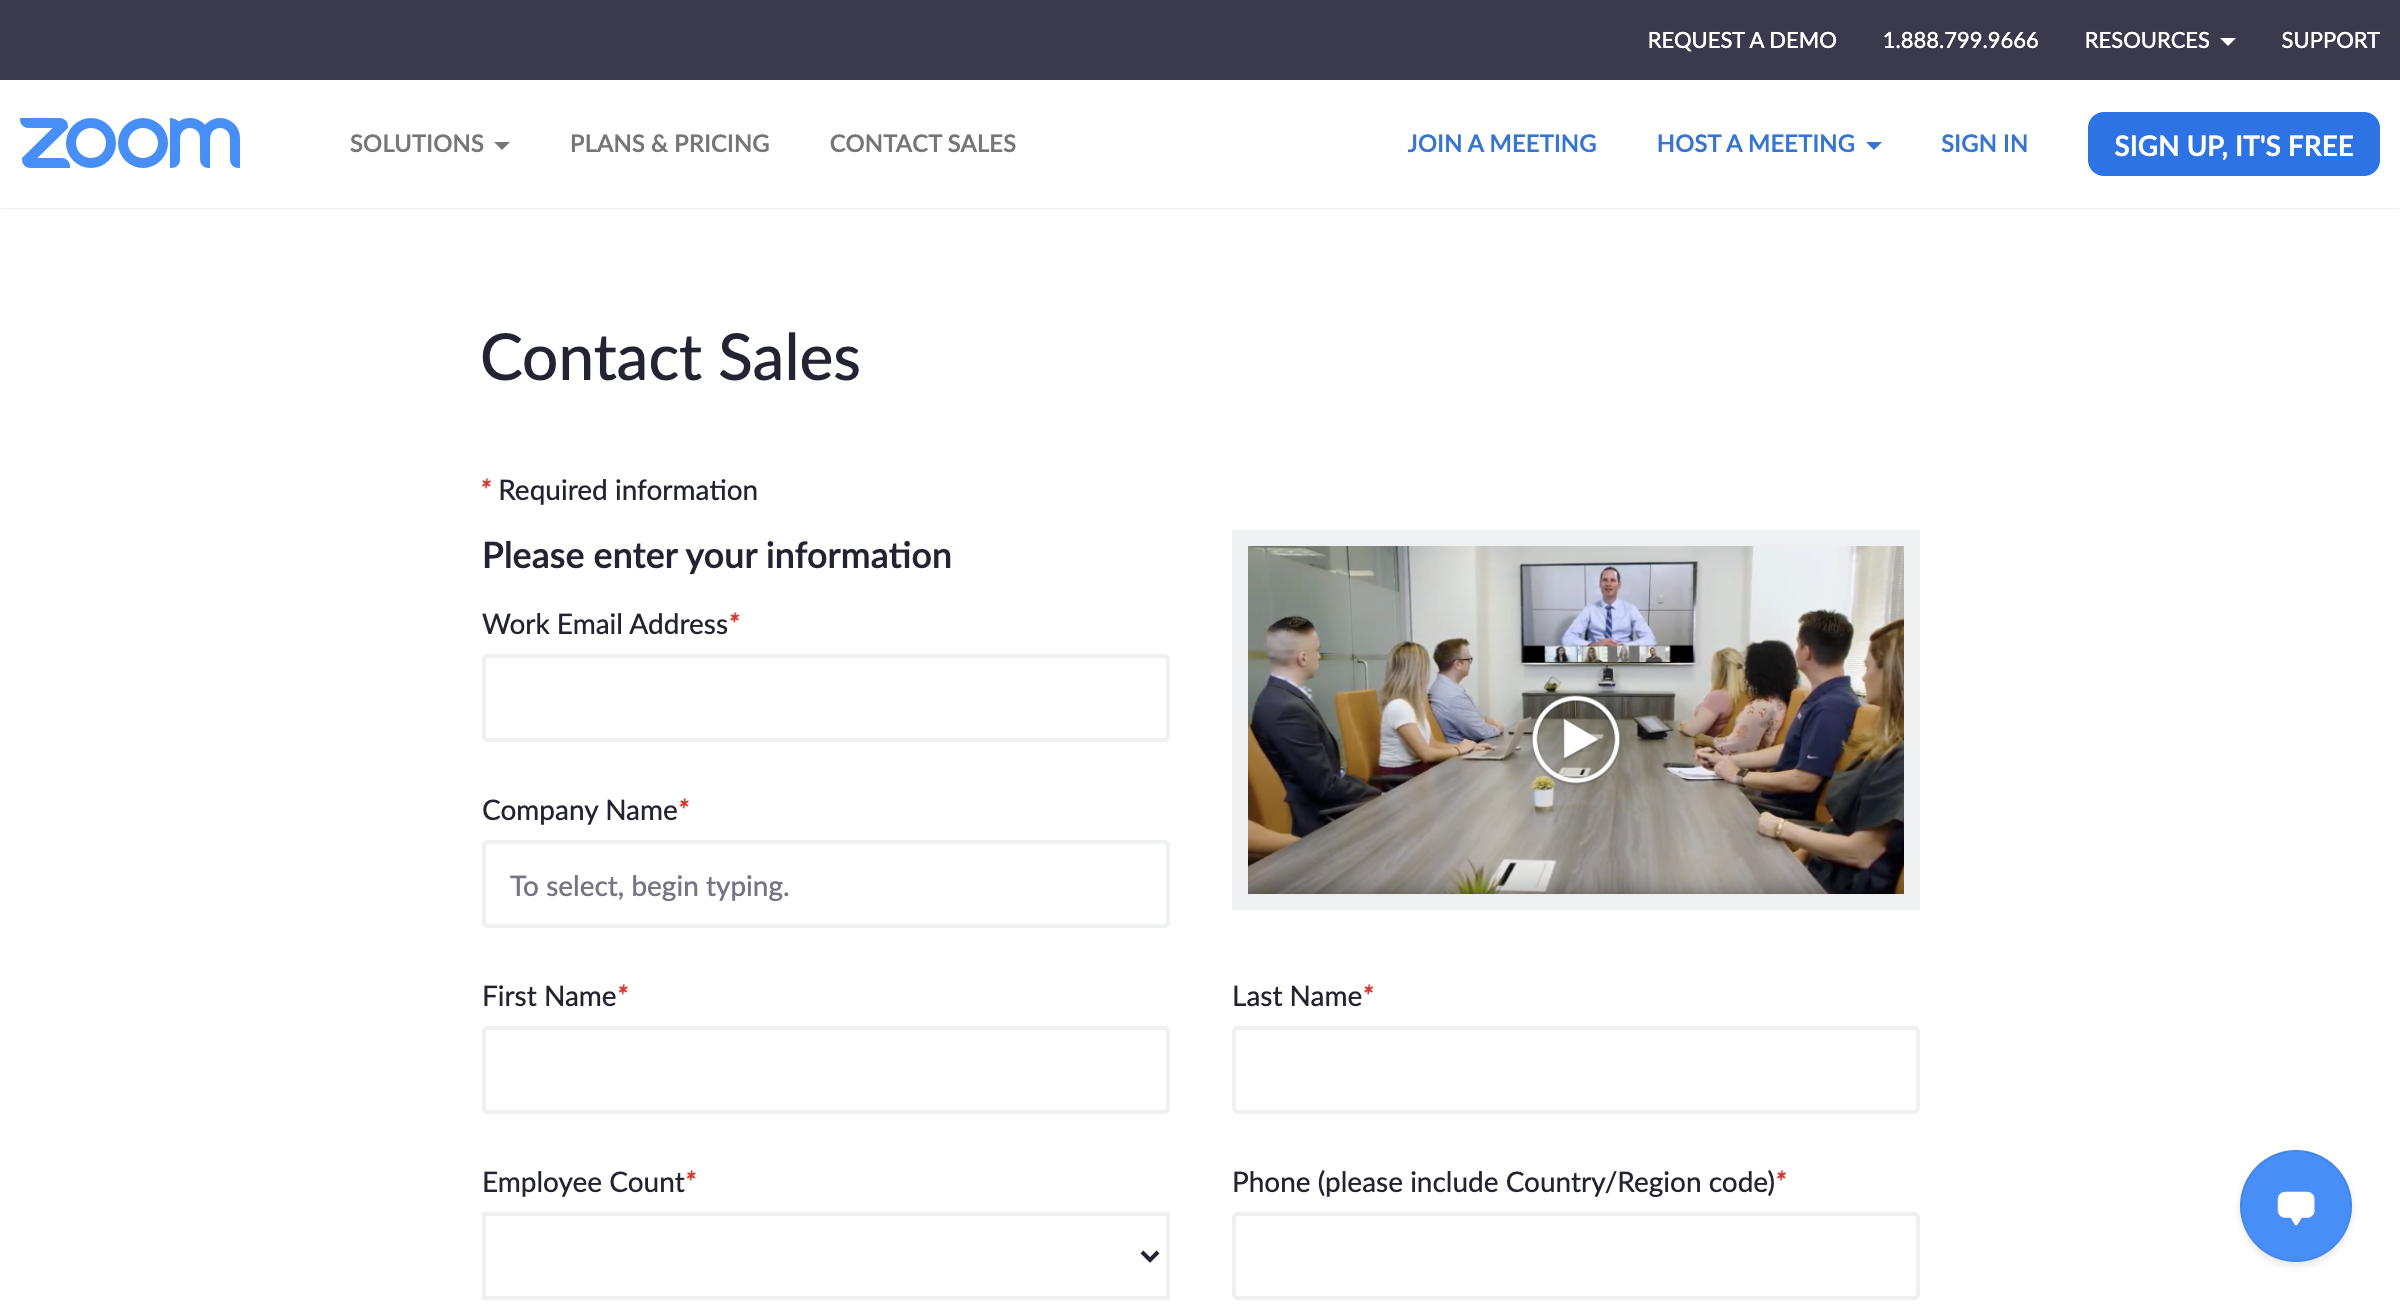 REQUEST A DEMO 1.888.799.9666 RESOURCES SUPPORT
zoom SOLUTIONS PLANS & PRICING CONTACT SALES JOIN A MEETING HOST A MEETING SIGN IN SIGN UP, IT'S FREE
Contact Sales
* Required information
Please enter your information
Work Email Address*
Company Name*
To select, begin typing.
First Name* Last Name*
Employee Count* Phone (please include Country/Region code)*